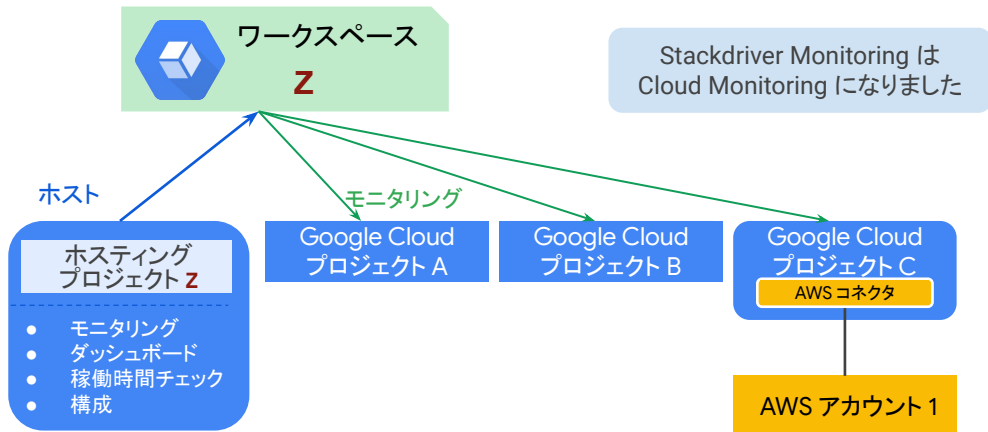 ワークスペース
Z
Stackdriver Monitoring は
Cloud Monitoring になりました
ホスト
モニタリング
ホスティング
プロジェクト Z
● モニタリング
● ダッシュボード
● 稼働時間チェック
● 構成
Google Cloud
プロジェクト A
Google Cloud
プロジェクト B
Google Cloud
プロジェクト C
AWS コネクタ
AWS アカウント 1